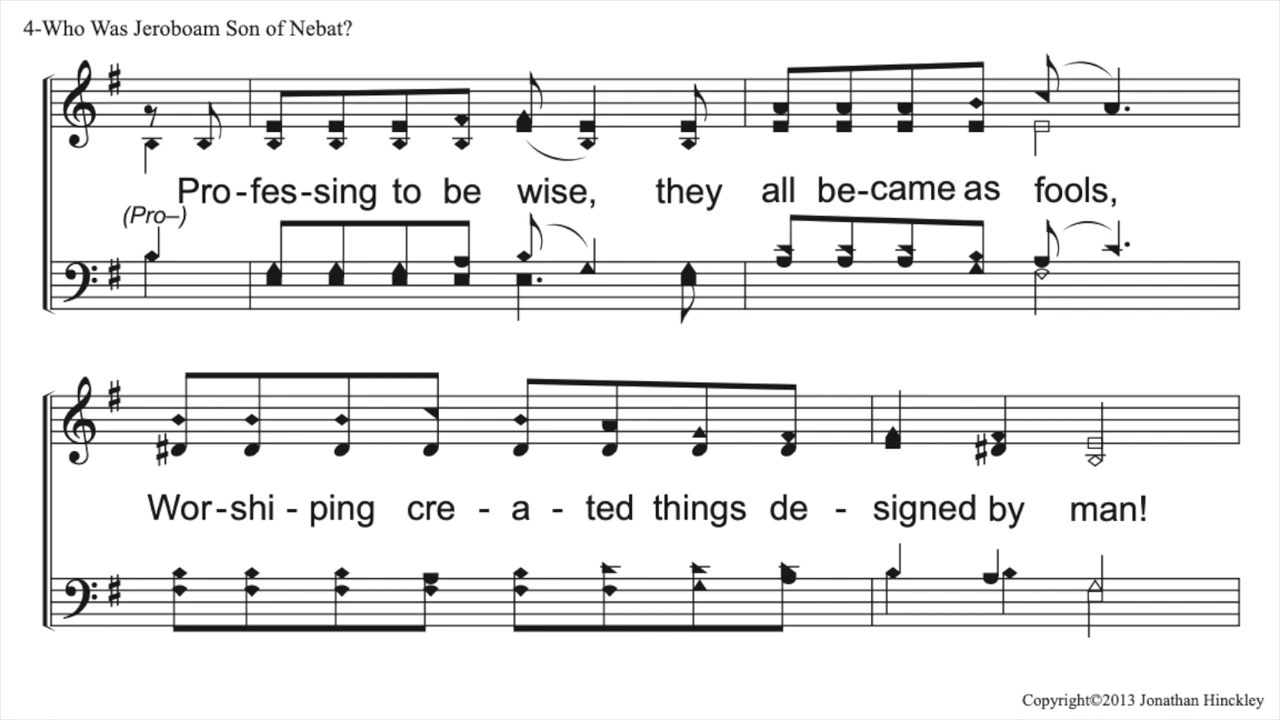 4-Who Was Jeroboam Son of Nebat?
Pro-fes-sing to be wise, they all be-came as fools,
(Pro–)
Wor-shi - ping cre - a - ted things de - signed by man!
Copyright©2013 Jonathan Hinckley